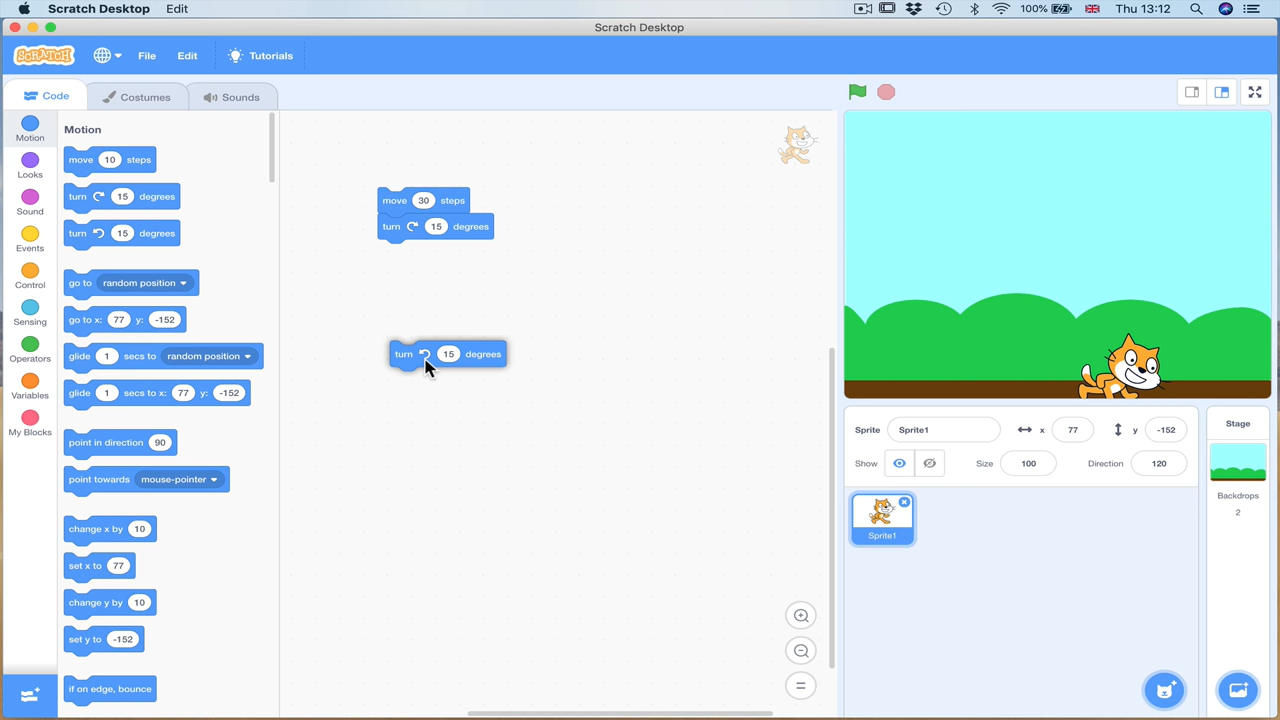 Scratch Desktop Edit 100% Thu 13:12
Scratch Desktop
SCRATCH File Edit Tutorials
Code Costumes Sounds
Motion
Looks
Sound
Events
Control
Sensing
Operators
Variables
My Blocks
Motion
move 10 steps
turn 15 degrees
turn 15 degrees
go to random position
go to x: 77 y: -152
glide 1 secs to random position
glide 1 secs to x: 77 y: -152
point in direction 90
point towards mouse-pointer
change x by 10
set x to 77
change y by 10
set y to -152
if on edge, bounce
move 30 steps
turn 15 degrees
turn 15 degrees
Sprite Sprite1 x 77 y -152
Show Size 100 Direction 120
Sprite1
Stage
Backdrops
2